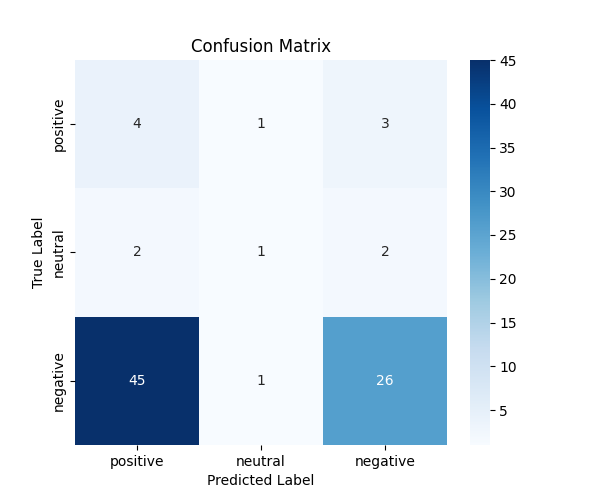 Confusion Matrix
positive
4
1
3
neutral
2
1
2
negative
45
1
26
True Label
positive
neutral
negative
Predicted Label
45
40
35
30
25
20
15
10
5